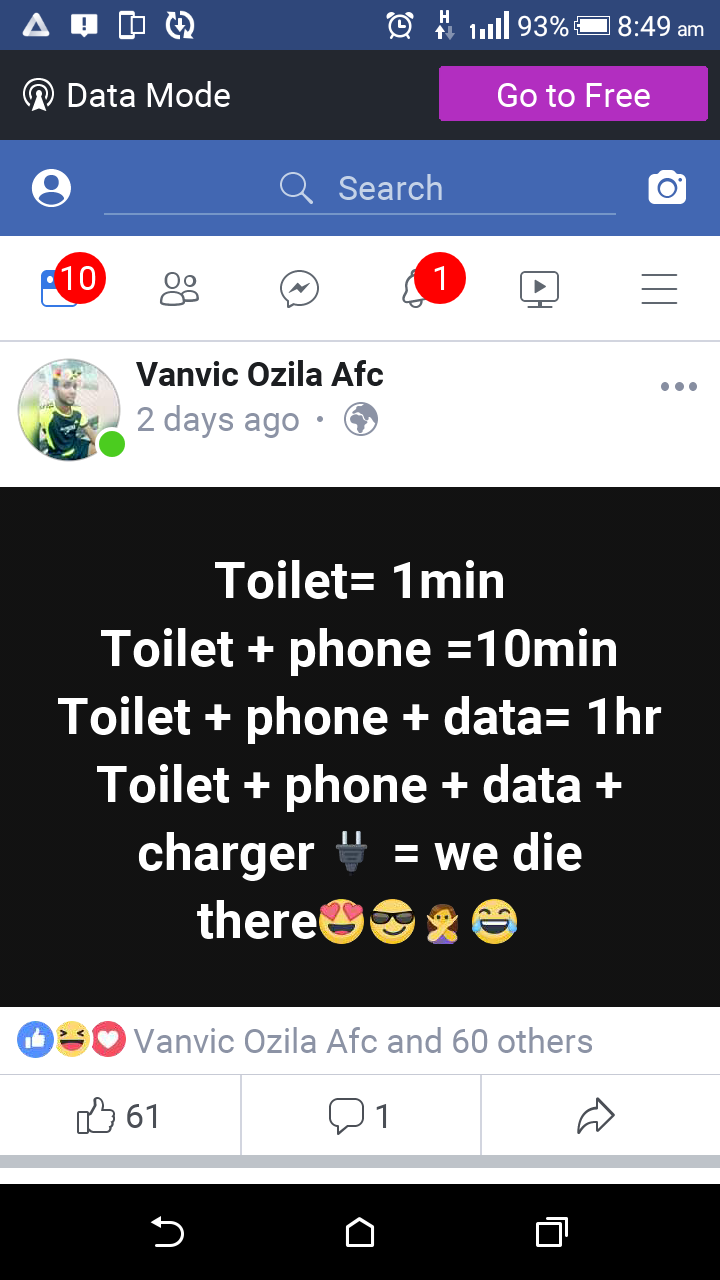 H 93% 8:49 am
Data Mode Go to Free
Search
10 1
Vanvic Ozila Afc
2 days ago ·
Toilet= 1min
Toilet + phone =10min
Toilet + phone + data= 1hr
Toilet + phone + data +
charger 🔌 = we die
there😍😎🙅😂
Vanvic Ozila Afc and 60 others
61 1